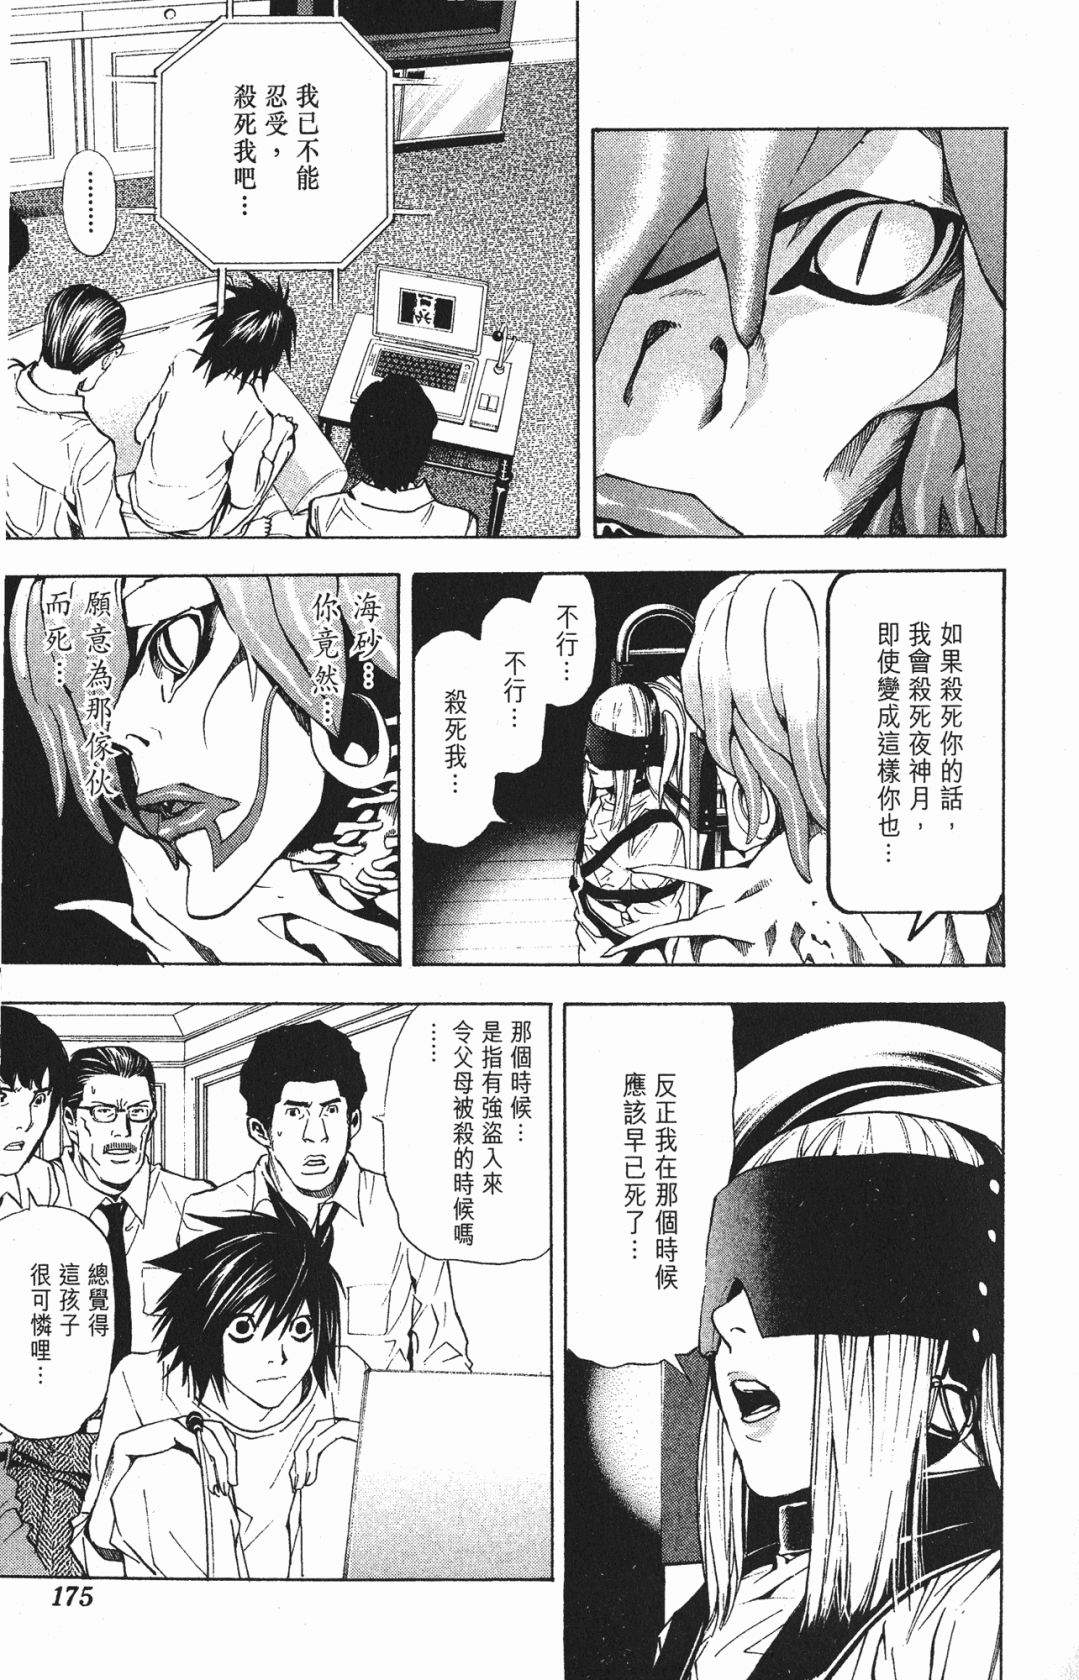 我已不能
忍受，
殺死我吧…
………
如果殺死你的話，
我會殺死夜神月，
即使變成這樣你也…
不行…
不行…
殺死我…
海砂…
你竟然…
願意為那傢伙
而死…
反正我在那個時候
應該早已死了…
那個時候…
是指有強盜入來
令父母被殺的時候嗎
……
總覺得
這孩子
很可憐哩…
175